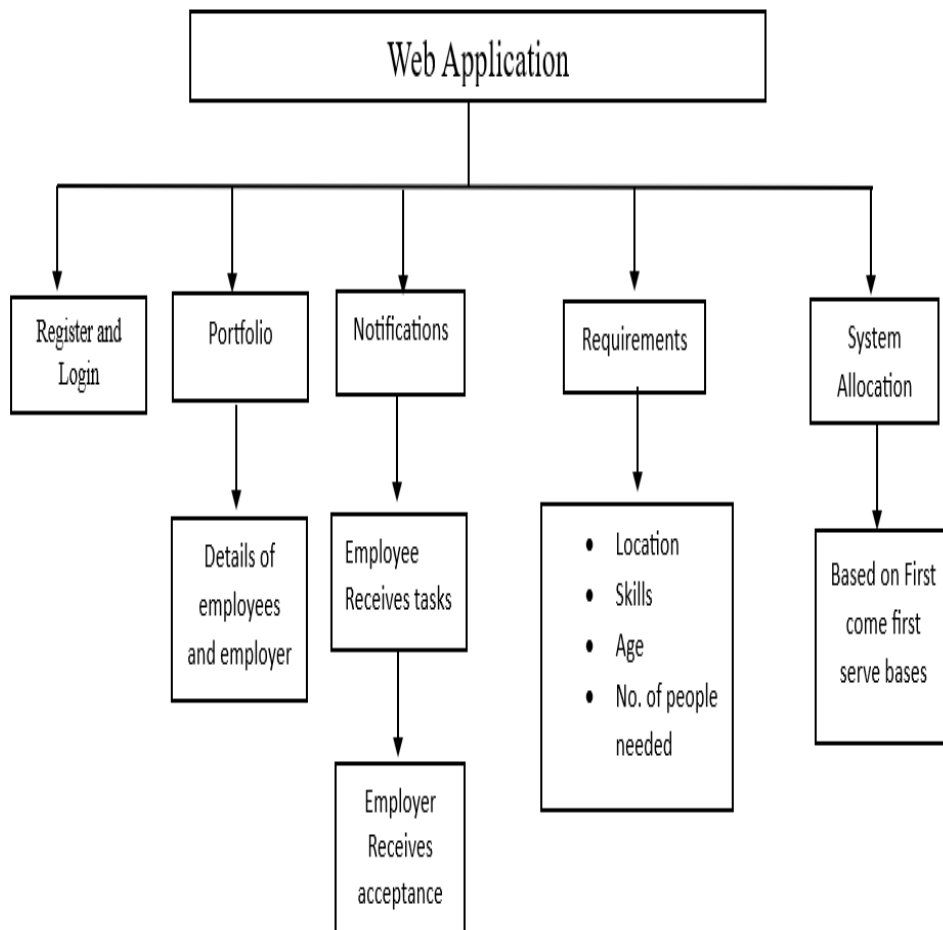 Web Application
Register and
Login
Portfolio
Notifications
Requirements
System
Allocation
Details of
employees
and employer
Employee
Receives tasks
Employer
Receives
acceptance
• Location
• Skills
• Age
• No. of people
needed
Based on First
come first
serve bases